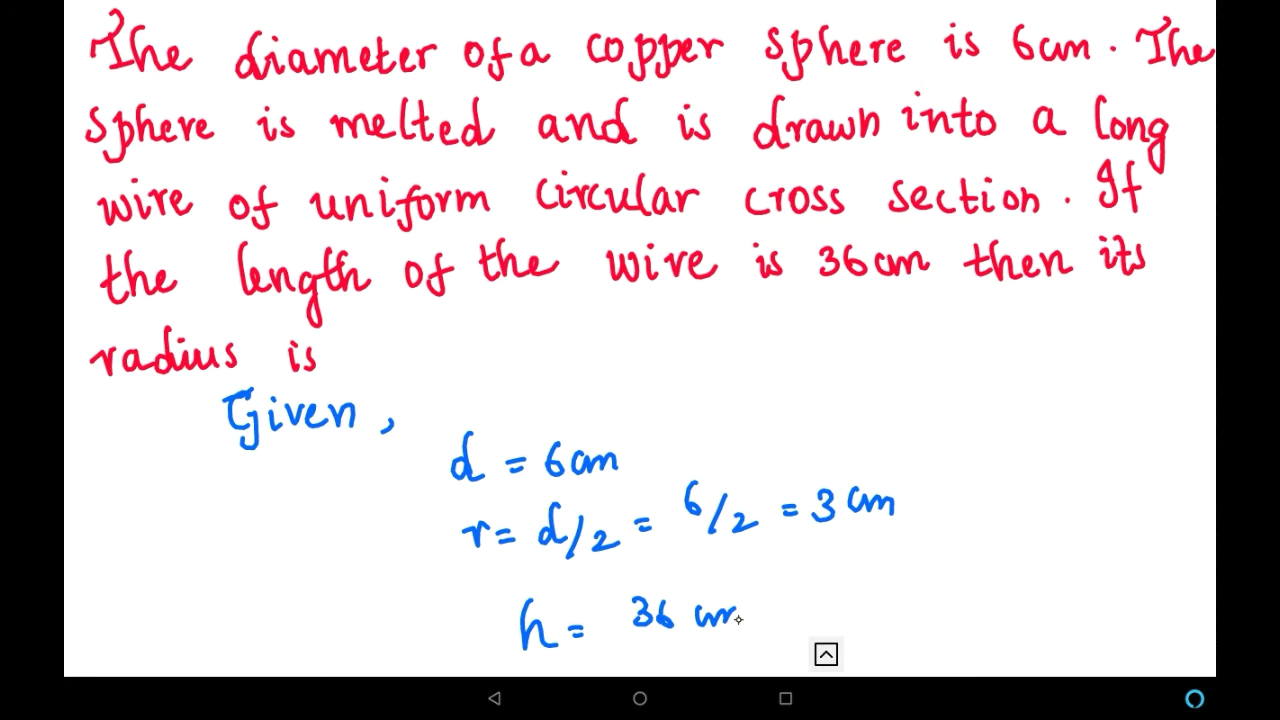 The diameter of a copper sphere is 6cm. The
sphere is melted and is drawn into a long
wire of uniform circular cross section. If
the length of the wire is 36cm then its
radius is
Given,
d = 6cm
r = d/2 = 6/2 = 3 cm
h = 36 cm